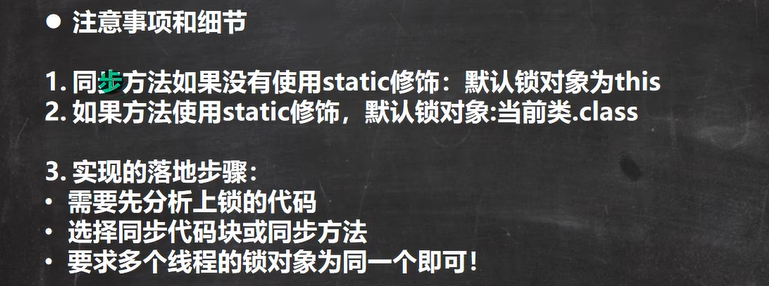 ● 注意事项和细节
1. 同步方法如果没有使用static修饰：默认锁对象为this
2. 如果方法使用static修饰，默认锁对象:当前类.class
3. 实现的落地步骤：
• 需要先分析上锁的代码
• 选择同步代码块或同步方法
• 要求多个线程的锁对象为同一个即可！